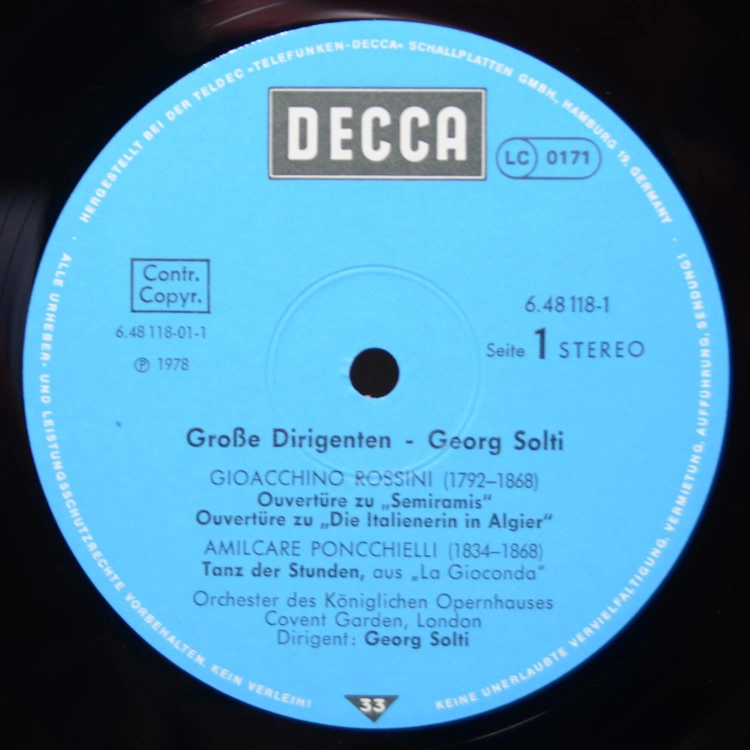 HERGESTELLT BEI DER TELDEC »TELEFUNKEN-DECCA« SCHALLPLATTEN GMBH., HAMBURG 19, GERMANY ·
DECCA
LC 0171
Contr.
Copyr.
6.48118-01-1
℗ 1978
6.48118-1
Seite 1 STEREO
Große Dirigenten - Georg Solti
GIOACCHINO ROSSINI (1792–1868)
Ouvertüre zu „Semiramis“
Ouvertüre zu „Die Italienerin in Algier“
AMILCARE PONCCHIELLI (1834–1868)
Tanz der Stunden, aus „La Gioconda“
Orchester des Königlichen Opernhauses
Covent Garden, London
Dirigent: Georg Solti
33
· ALLE URHEBER- UND LEISTUNGSSCHUTZRECHTE VORBEHALTEN. KEIN VERLEIH!
KEINE UNERLAUBTE VERVIELFÄLTIGUNG, VERMIETUNG, AUFFÜHRUNG, SENDUNG!